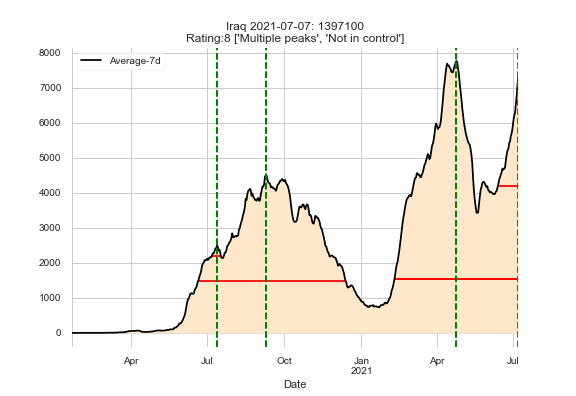 Iraq 2021-07-07: 1397100
Rating:8 ['Multiple peaks', 'Not in control']
Average-7d
8000
7000
6000
5000
4000
3000
2000
1000
0
Apr
Jul
Oct
Jan
2021
Apr
Jul
Date